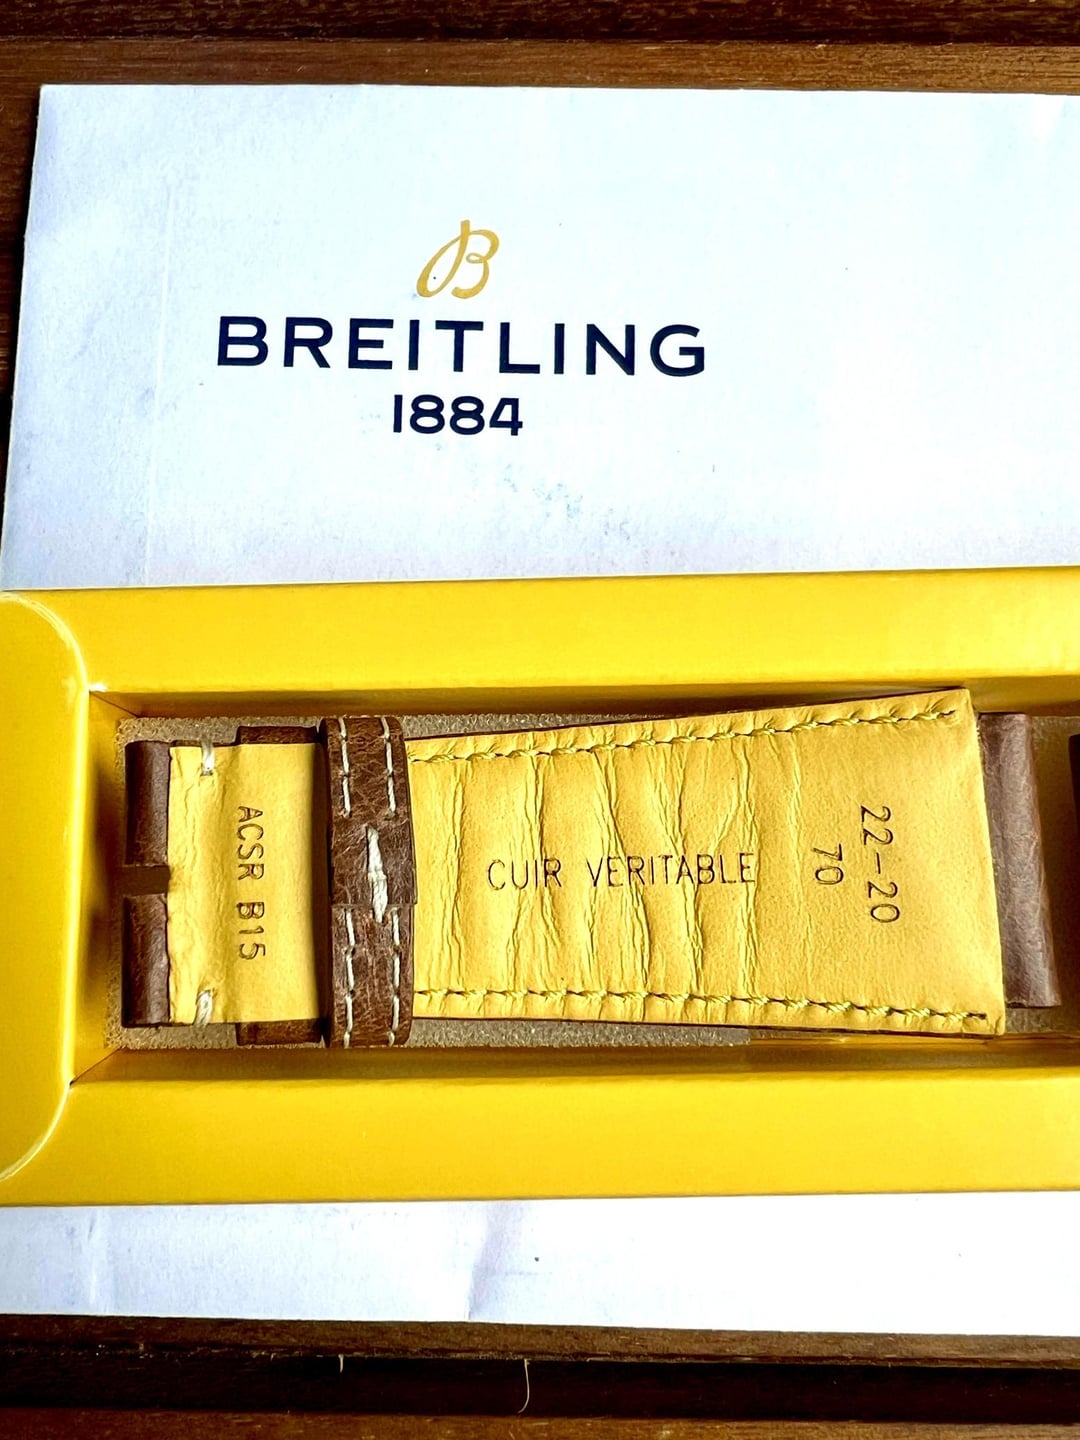 B
BREITLING
1884
ACSR B15
CUIR VERITABLE
70
22-20